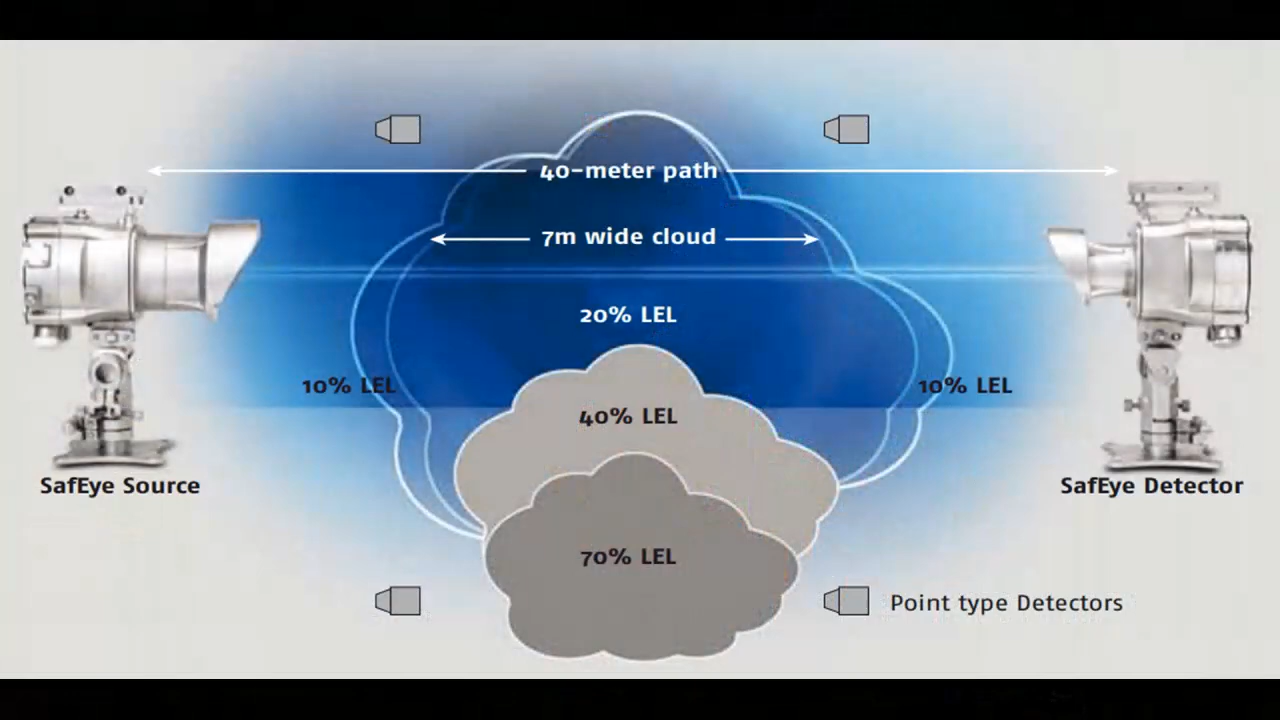 40-meter path
7m wide cloud
20% LEL
10% LEL
10% LEL
40% LEL
SafEye Source
SafEye Detector
70% LEL
Point type Detectors